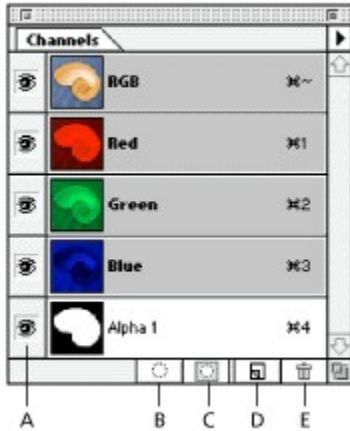 Channels
RGB ⌘~
Red ⌘1
Green ⌘2
Blue ⌘3
Alpha 1 ⌘4
A B C D E